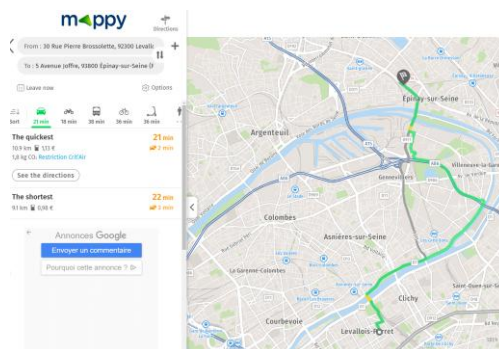 mappy
Directions
From : 30 Rue Pierre Brossolette, 92300 Levallo
To : 5 Avenue Joffre, 93800 Épinay-sur-Seine (F
Leave now
Options
21 min
18 min
38 min
36 min
36 min
The quickest
21 min
10.9 km
2 min
1,8 kg CO₂ Restriction Crit'Air
See the directions
The shortest
22 min
9.1 km
0,98 €
3 min
Annonces Google
Envoyer un commentaire
Pourquoi cette annonce ?
Épinay-sur-Seine
Argenteuil
Villeneuve-la-Gare
Gennevilliers
Colombes
Asnières-sur-Seine
La Garenne-Colombes
Saint-Ouen-sur-Se
Clichy
Courbevoie
Levallois-Perret